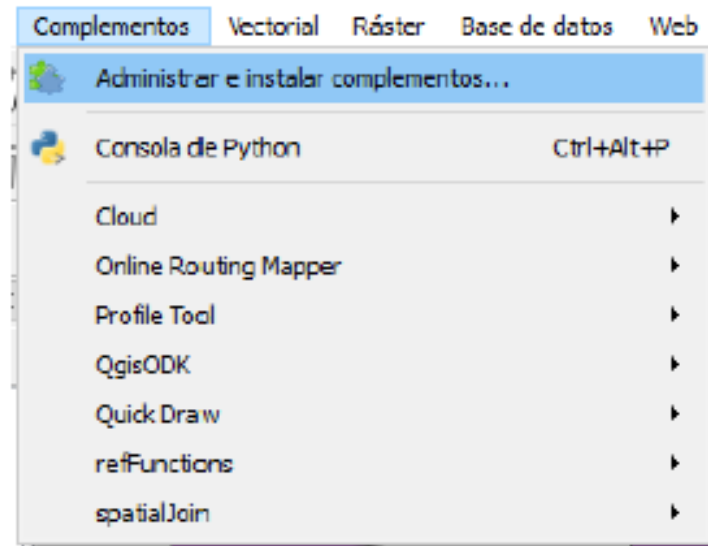 Complementos Vectorial Ráster Base de datos Web
Administrar e instalar complementos...
Consola de Python Ctrl+Alt+P
Cloud
Online Routing Mapper
Profile Tool
QgisODK
Quick Draw
refFunctions
spatialJoin